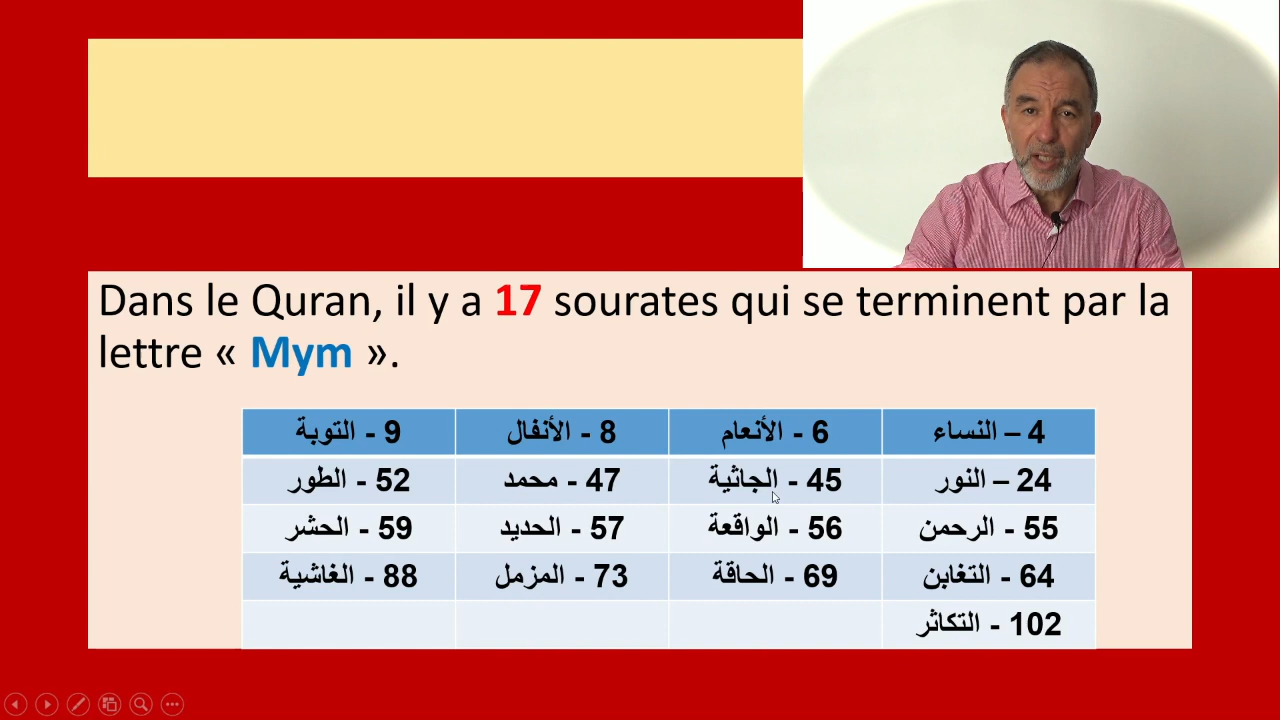 Dans le Quran, il y a 17 sourates qui se terminent par la
lettre « Mym ».
4 – النساء 6 - الأنعام 8 - الأنفال 9 - التوبة
24 – النور 45 - الجاثية 47 - محمد 52 - الطور
55 - الرحمن 56 - الواقعة 57 - الحديد 59 - الحشر
64 - التغابن 69 - الحاقة 73 - المزمل 88 - الغاشية
102 - التكاثر